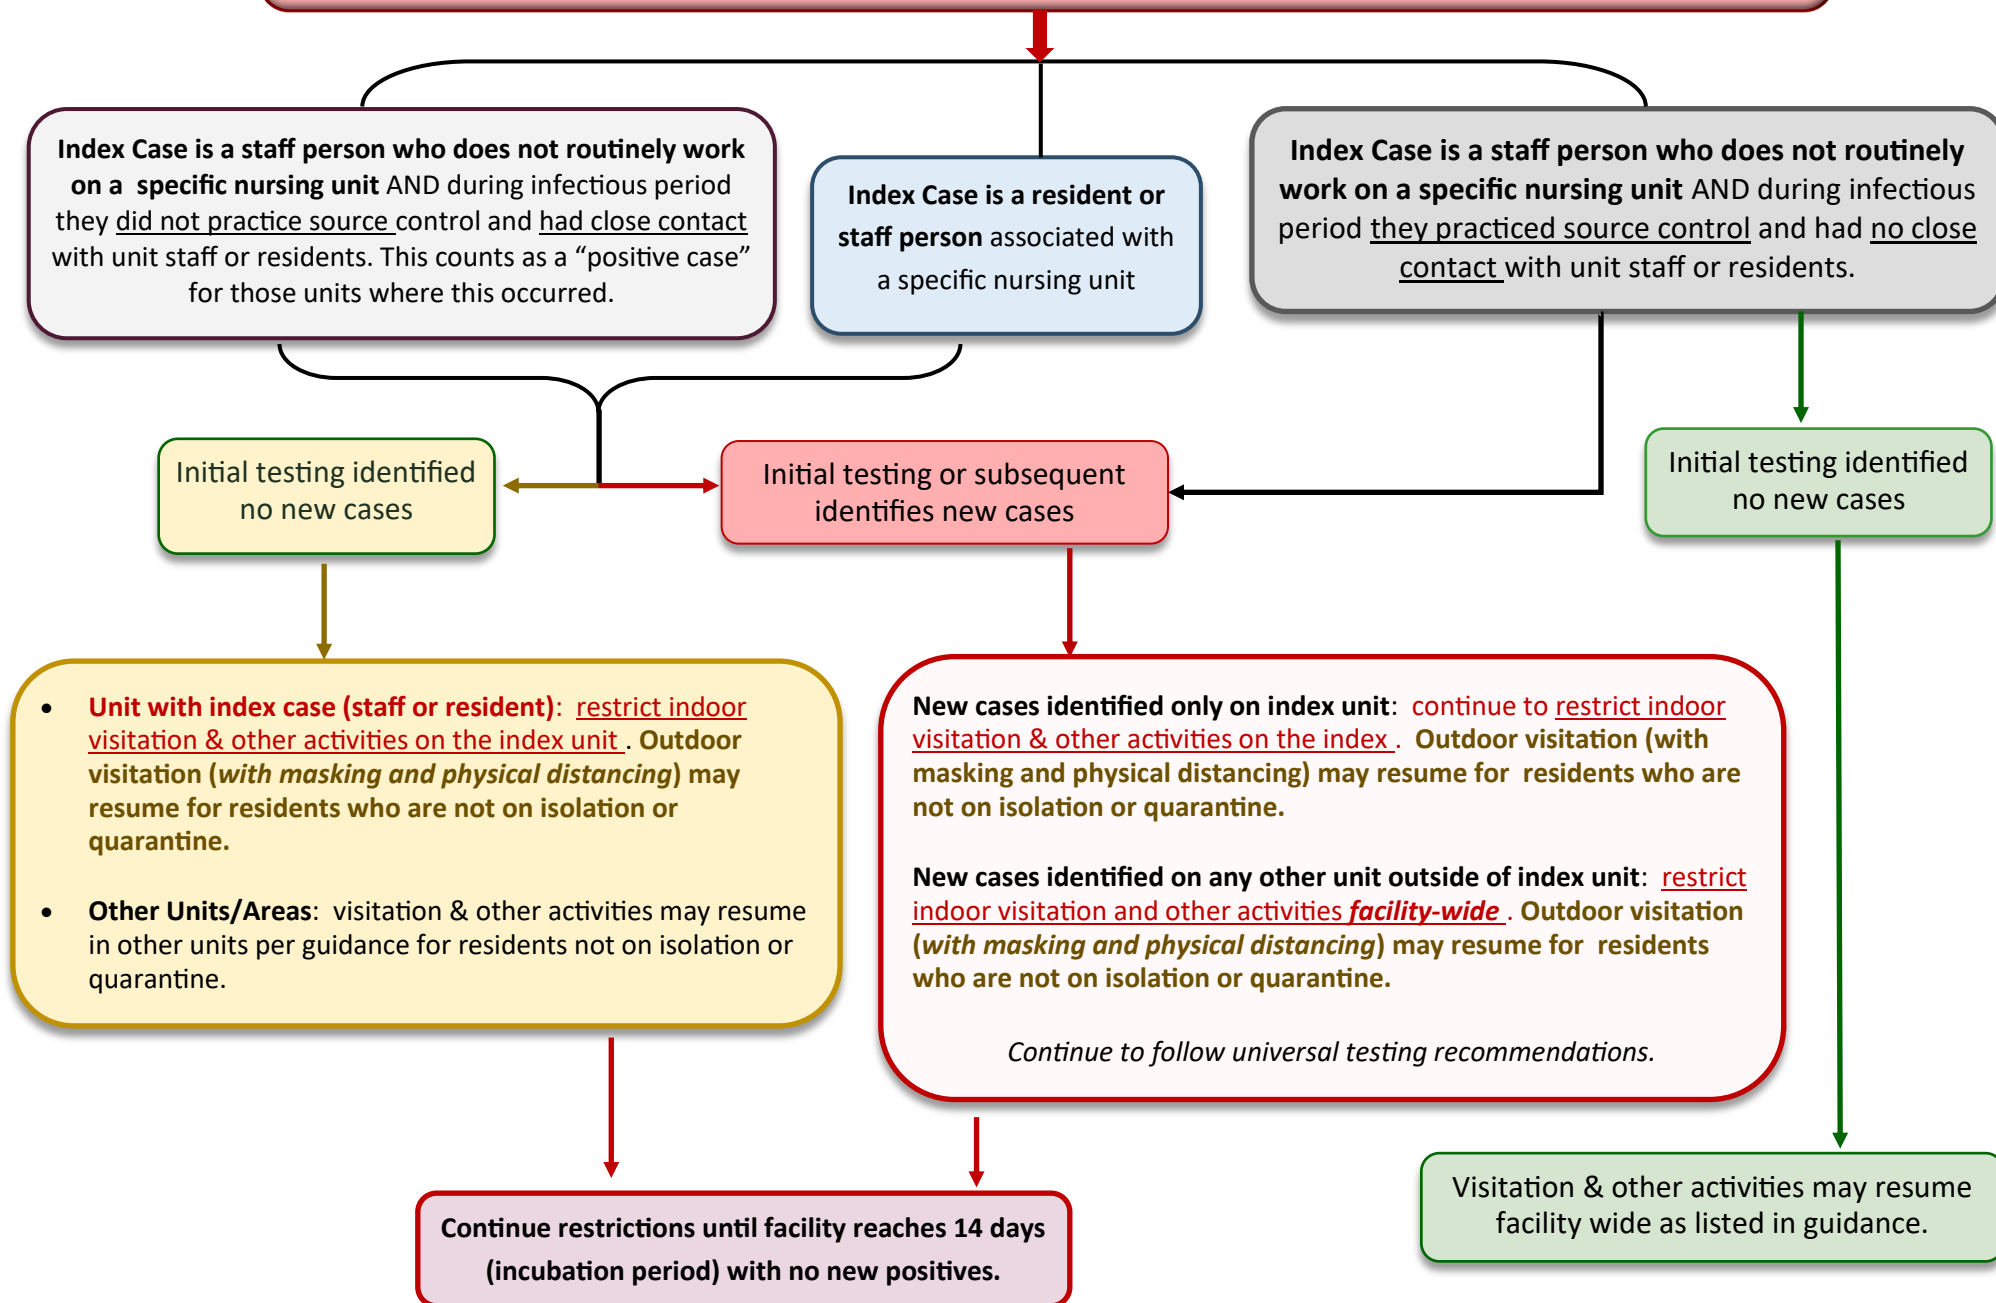 Index Case is a staff person who does not routinely work
on a specific nursing unit AND during infectious period
they did not practice source control and had close contact
with unit staff or residents. This counts as a “positive case”
for those units where this occurred.
Index Case is a resident or
staff person associated with
a specific nursing unit
Index Case is a staff person who does not routinely
work on a specific nursing unit AND during infectious
period they practiced source control and had no close
contact with unit staff or residents.
Initial testing identified
no new cases
Initial testing or subsequent
identifies new cases
Initial testing identified
no new cases
• Unit with index case (staff or resident): restrict indoor
visitation & other activities on the index unit . Outdoor
visitation (with masking and physical distancing) may
resume for residents who are not on isolation or
quarantine.
• Other Units/Areas: visitation & other activities may resume
in other units per guidance for residents not on isolation or
quarantine.
New cases identified only on index unit: continue to restrict indoor
visitation & other activities on the index . Outdoor visitation (with
masking and physical distancing) may resume for residents who are
not on isolation or quarantine.
New cases identified on any other unit outside of index unit: restrict
indoor visitation and other activities facility-wide . Outdoor visitation
(with masking and physical distancing) may resume for residents
who are not on isolation or quarantine.
Continue to follow universal testing recommendations.
Continue restrictions until facility reaches 14 days
(incubation period) with no new positives.
Visitation & other activities may resume
facility wide as listed in guidance.